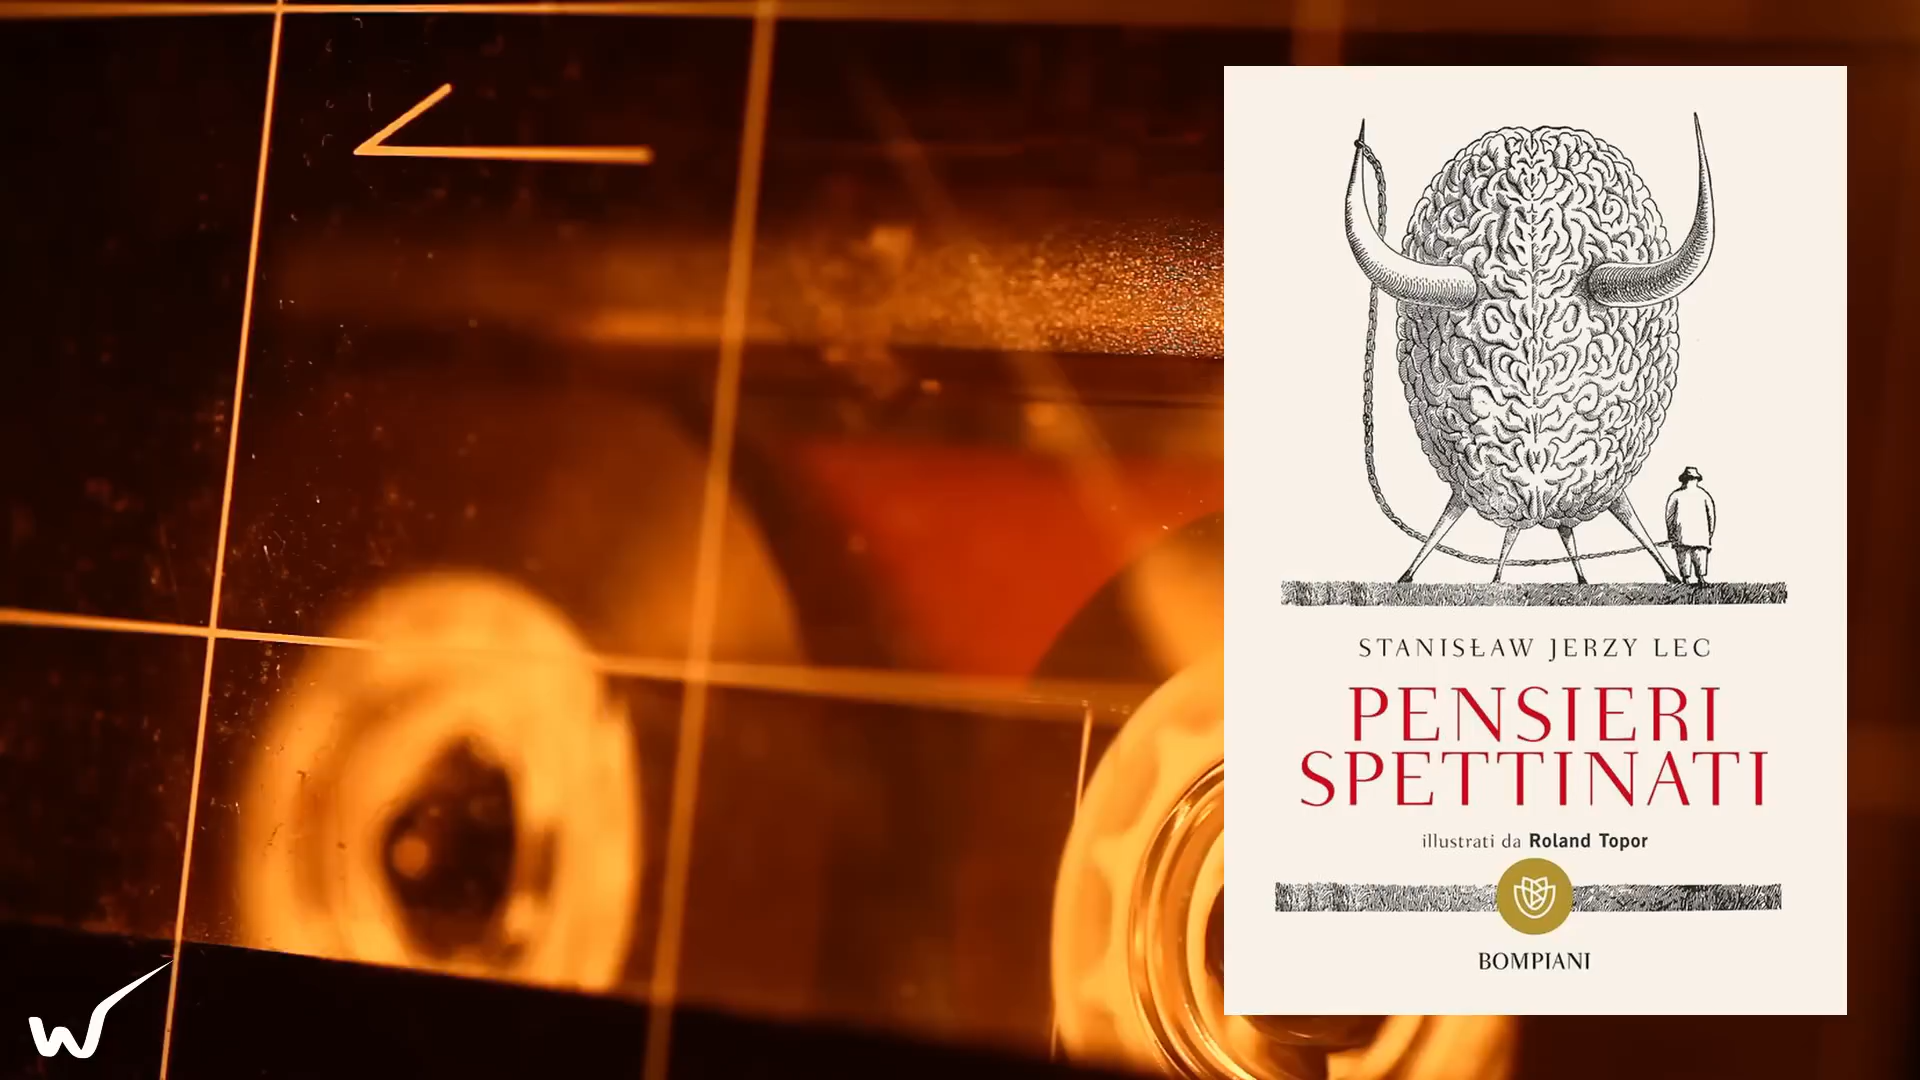 STANISŁAW JERZY LEC
PENSIERI
SPETTINATI
illustrati da Roland Topor
BOMPIANI
w